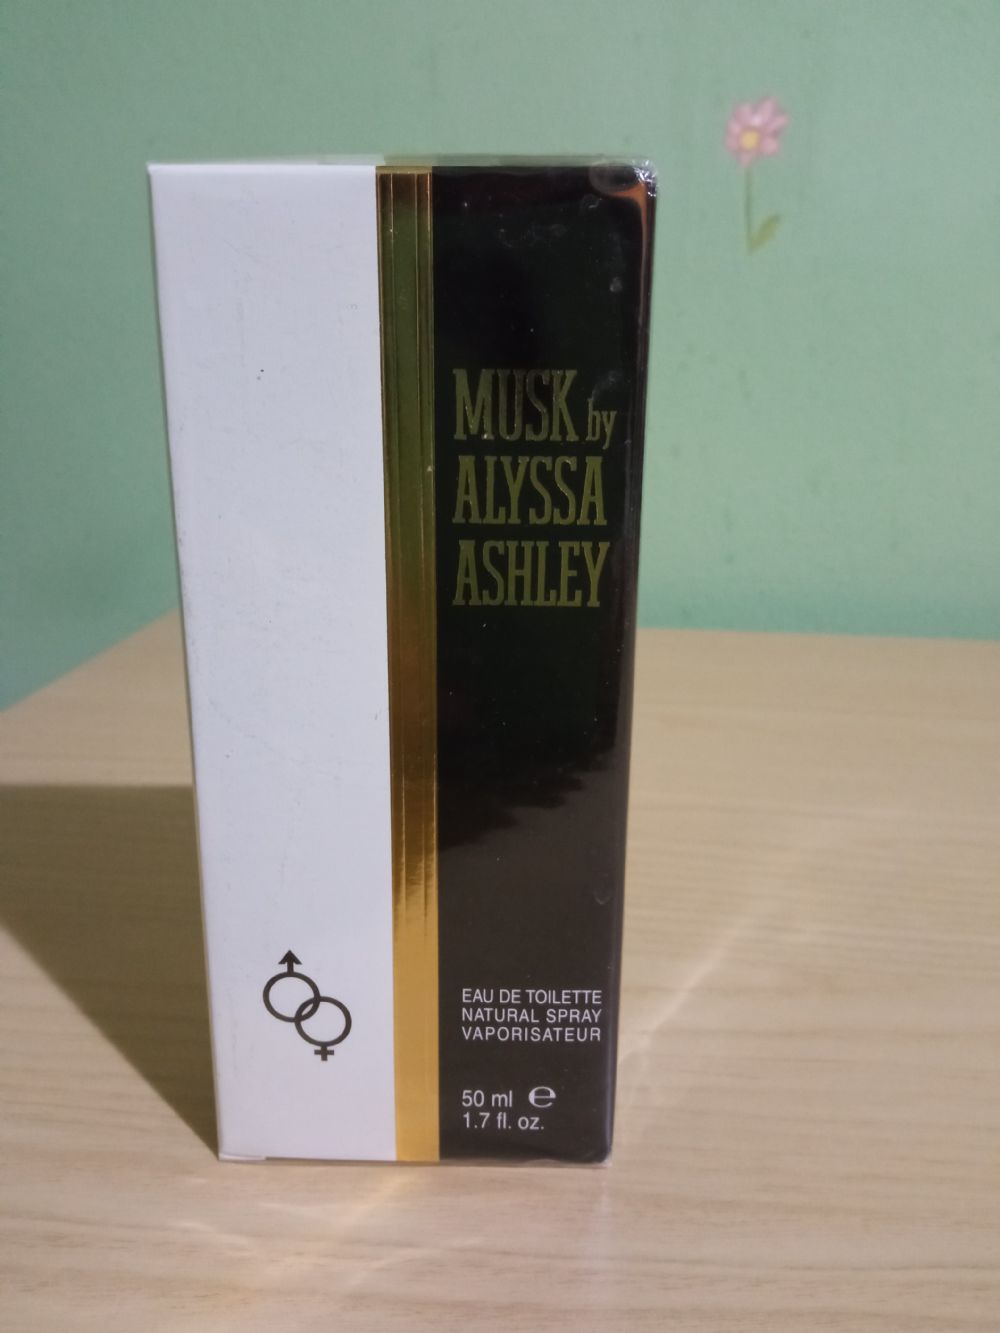 MUSK by
ALYSSA
ASHLEY
EAU DE TOILETTE
NATURAL SPRAY
VAPORISATEUR
50 ml ℮
1.7 fl. oz.